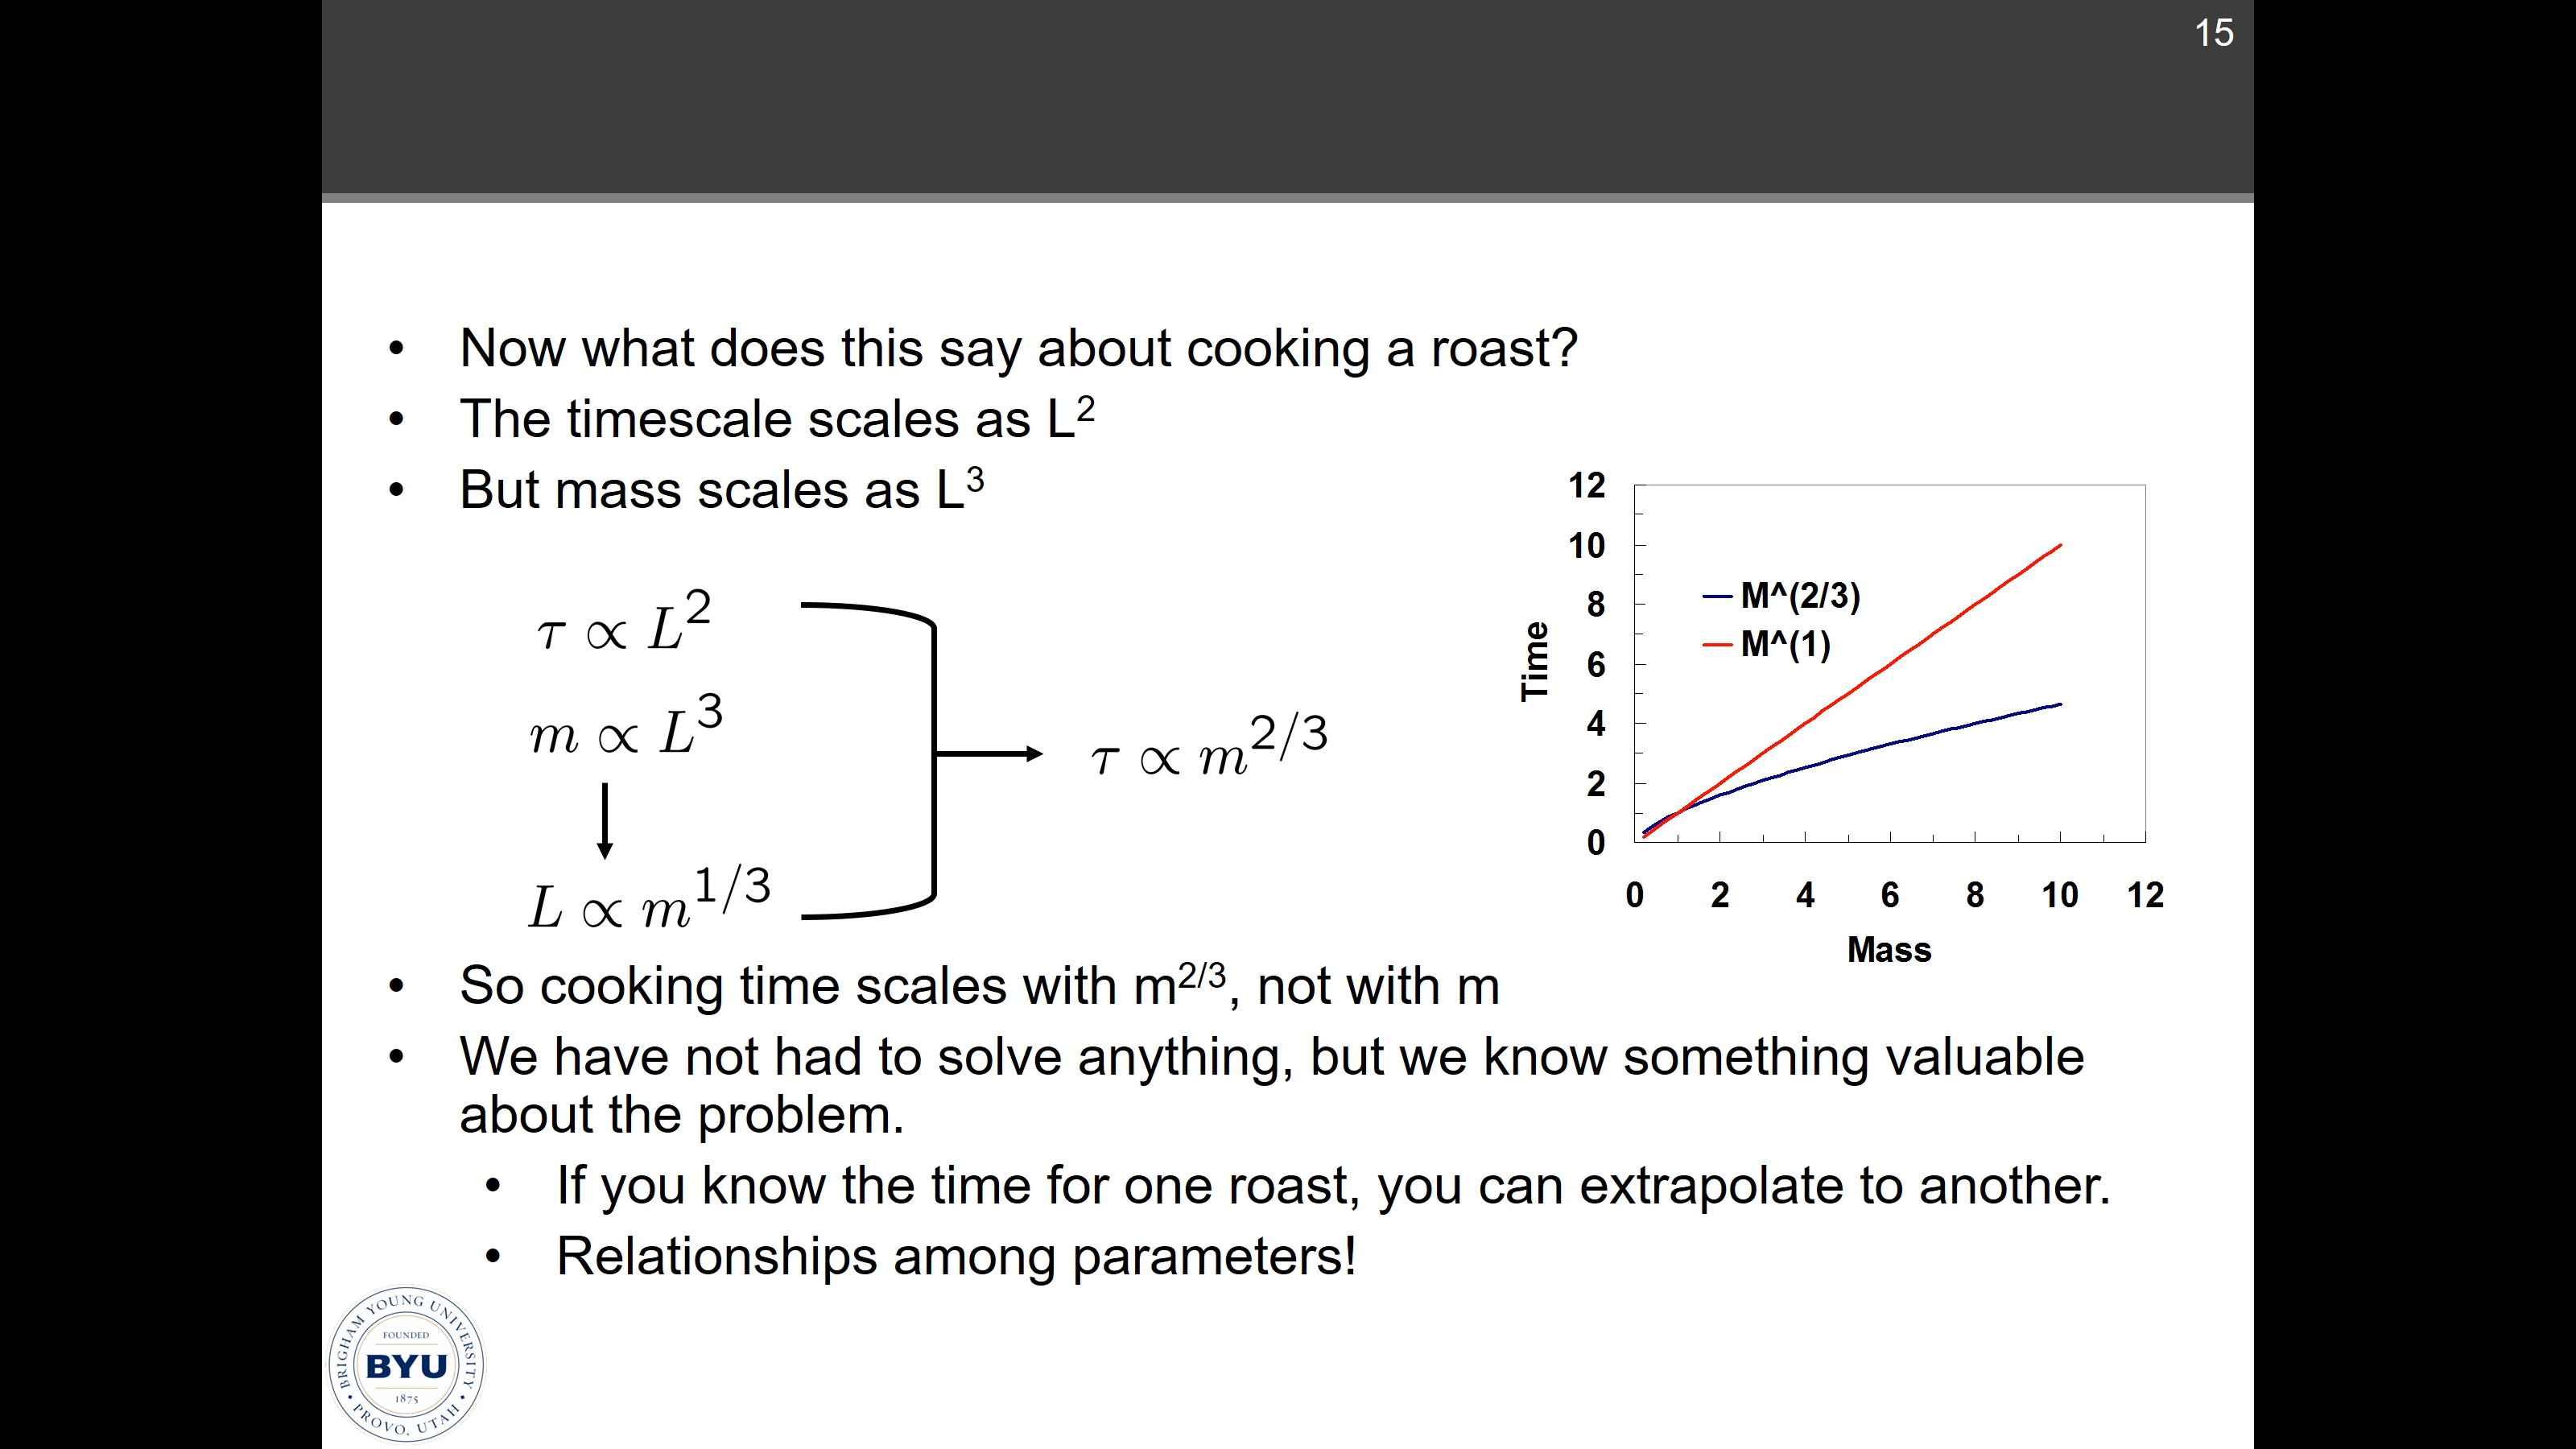 15
• Now what does this say about cooking a roast?
• The timescale scales as L²
• But mass scales as L³
τ ∝ L²
m ∝ L³
L ∝ m^{1/3}
τ ∝ m^{2/3}
12
10
8
6
4
2
0
Time
M^(2/3)
M^(1)
0 2 4 6 8 10 12
Mass
• So cooking time scales with m^{2/3}, not with m
• We have not had to solve anything, but we know something valuable
about the problem.
• If you know the time for one roast, you can extrapolate to another.
• Relationships among parameters!
BRIGHAM YOUNG UNIVERSITY
FOUNDED
BYU
1875
PROVO, UTAH